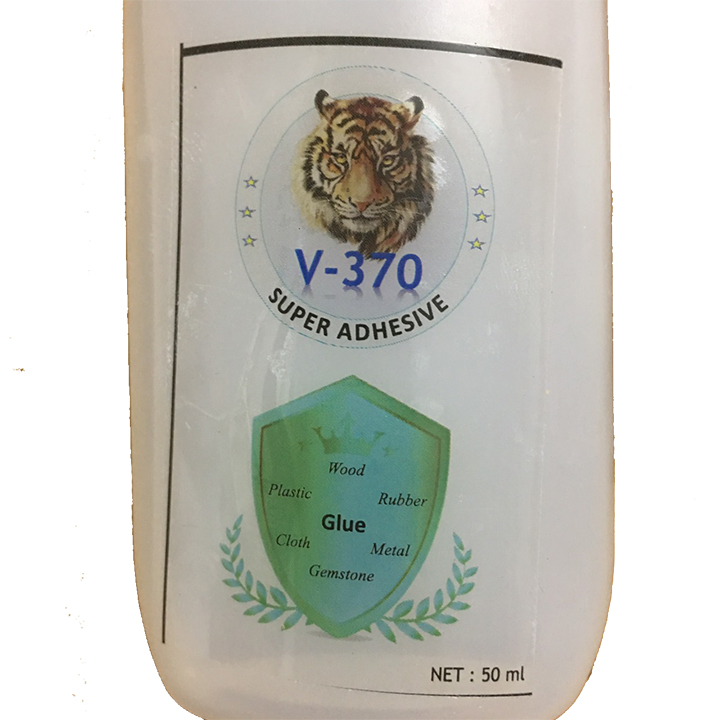 V-370
SUPER ADHESIVE
Wood
Plastic
Rubber
Glue
Cloth
Metal
Gemstone
NET : 50 ml